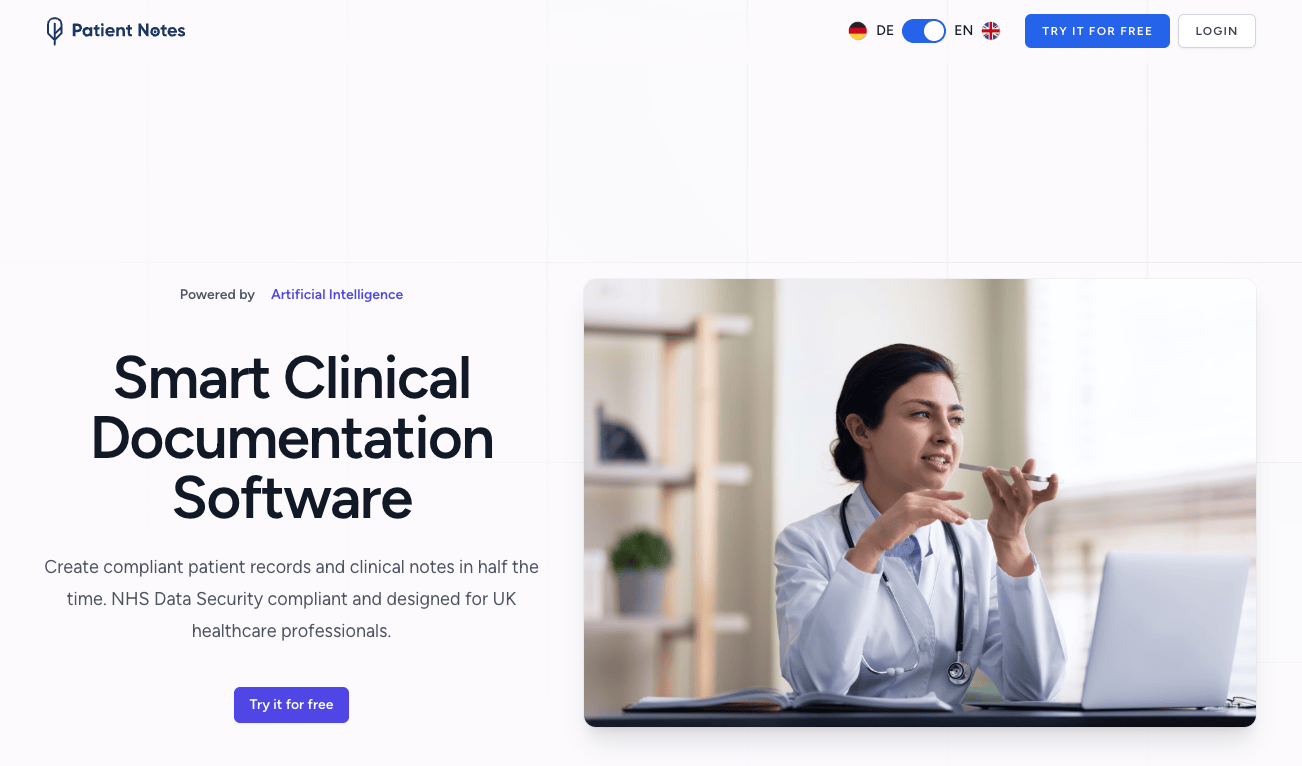 Patient Notes
DE
EN
TRY IT FOR FREE
LOGIN
Powered by Artificial Intelligence
Smart Clinical
Documentation
Software
Create compliant patient records and clinical notes in half the
time. NHS Data Security compliant and designed for UK
healthcare professionals.
Try it for free